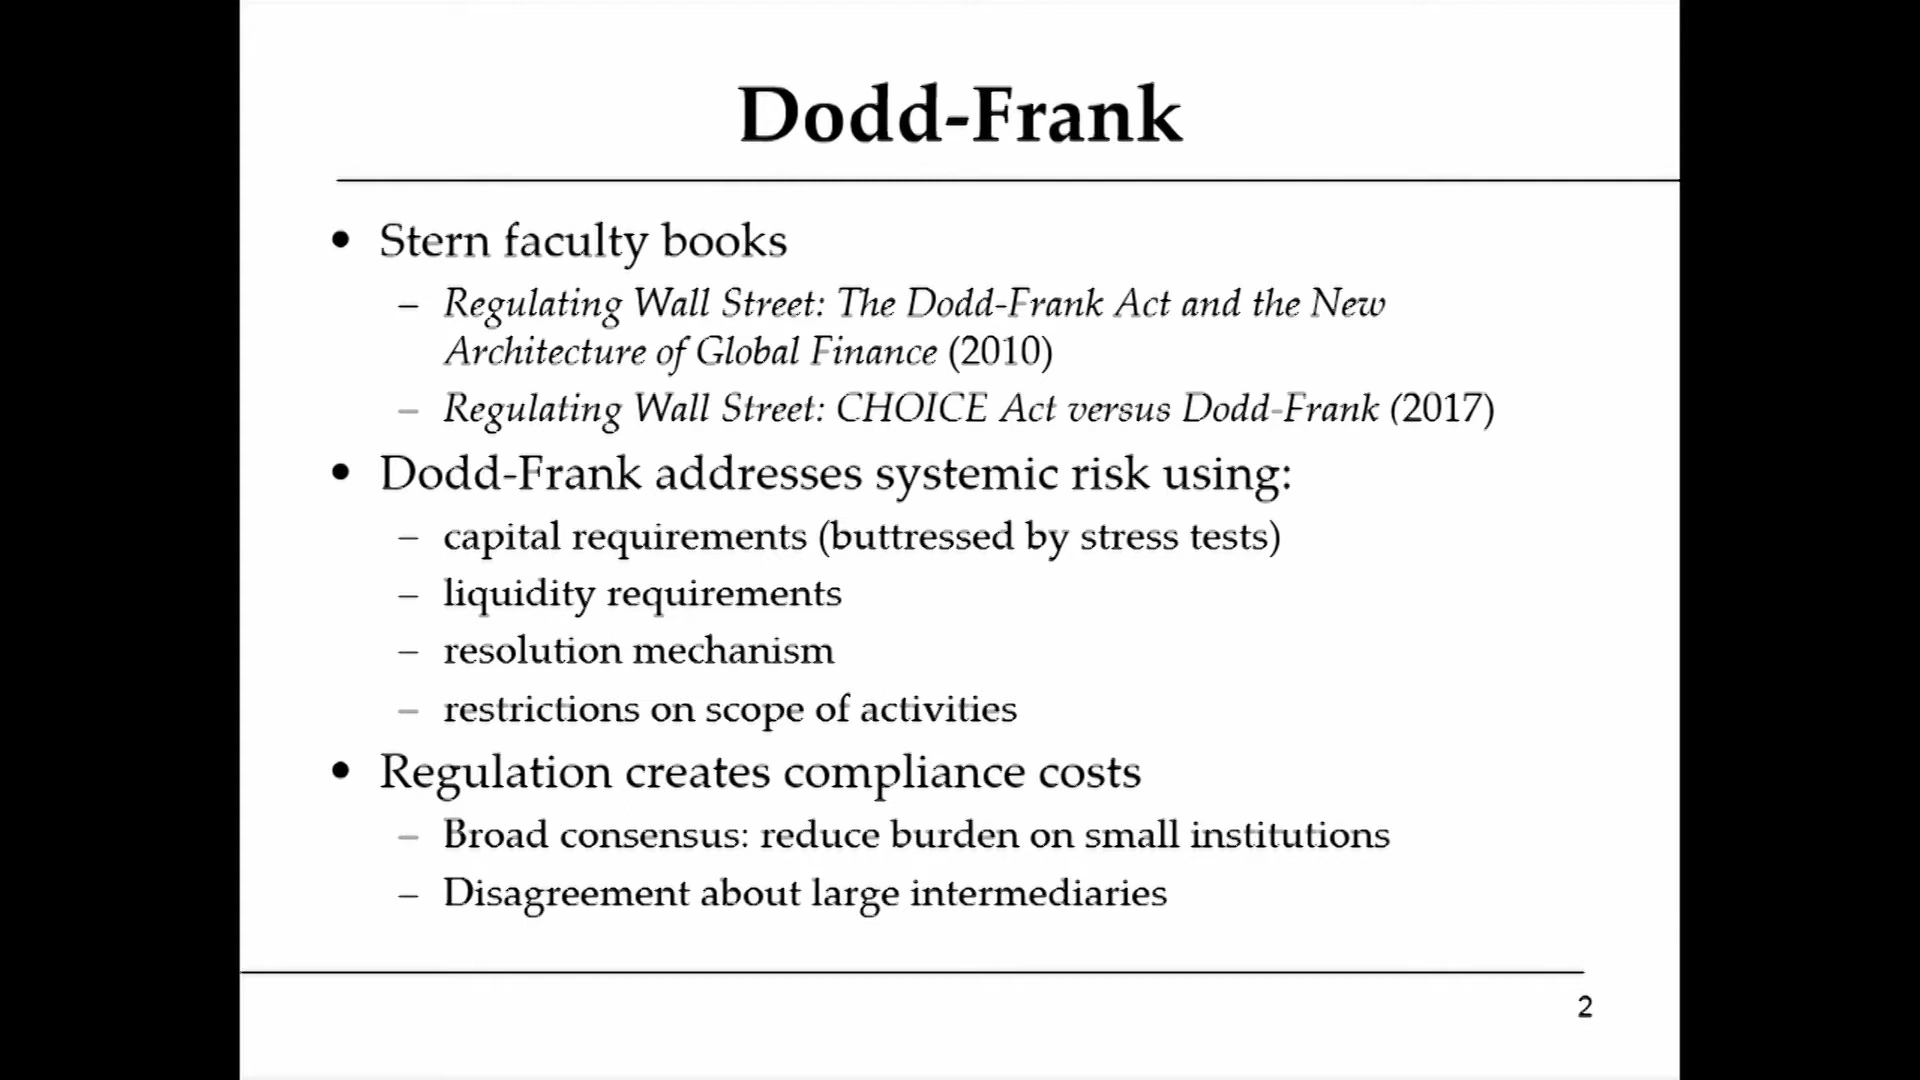 Dodd-Frank
• Stern faculty books
– Regulating Wall Street: The Dodd-Frank Act and the New
Architecture of Global Finance (2010)
– Regulating Wall Street: CHOICE Act versus Dodd-Frank (2017)
• Dodd-Frank addresses systemic risk using:
– capital requirements (buttressed by stress tests)
– liquidity requirements
– resolution mechanism
– restrictions on scope of activities
• Regulation creates compliance costs
– Broad consensus: reduce burden on small institutions
– Disagreement about large intermediaries
2